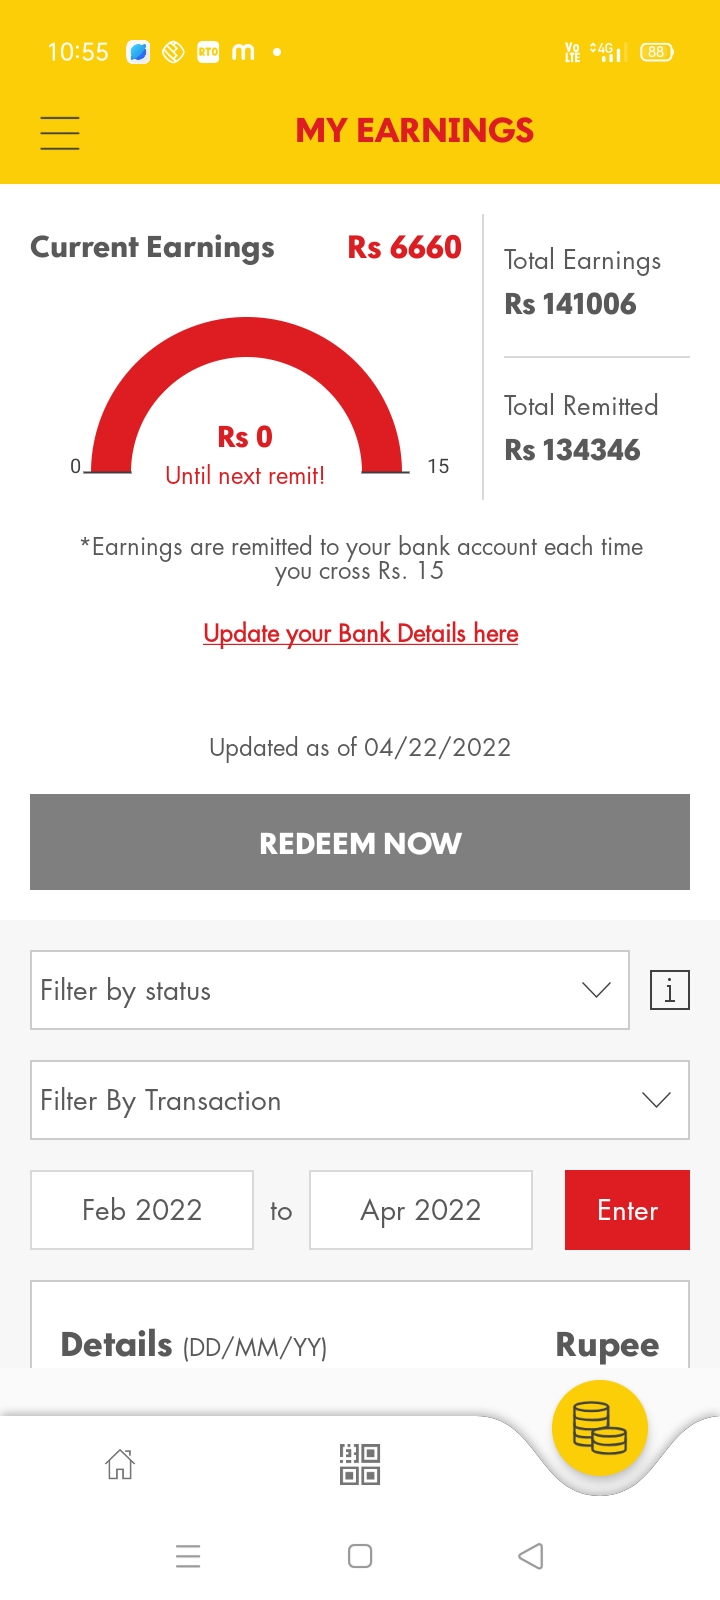 10:55
RTO
m
Vo
LTE
4G
88
MY EARNINGS
Current Earnings
Rs 6660
Total Earnings
Rs 141006
Total Remitted
Rs 134346
Rs 0
0
15
Until next remit!
*Earnings are remitted to your bank account each time
you cross Rs. 15
Update your Bank Details here
Updated as of 04/22/2022
REDEEM NOW
Filter by status
i
Filter By Transaction
Feb 2022
to
Apr 2022
Enter
Details (DD/MM/YY)
Rupee